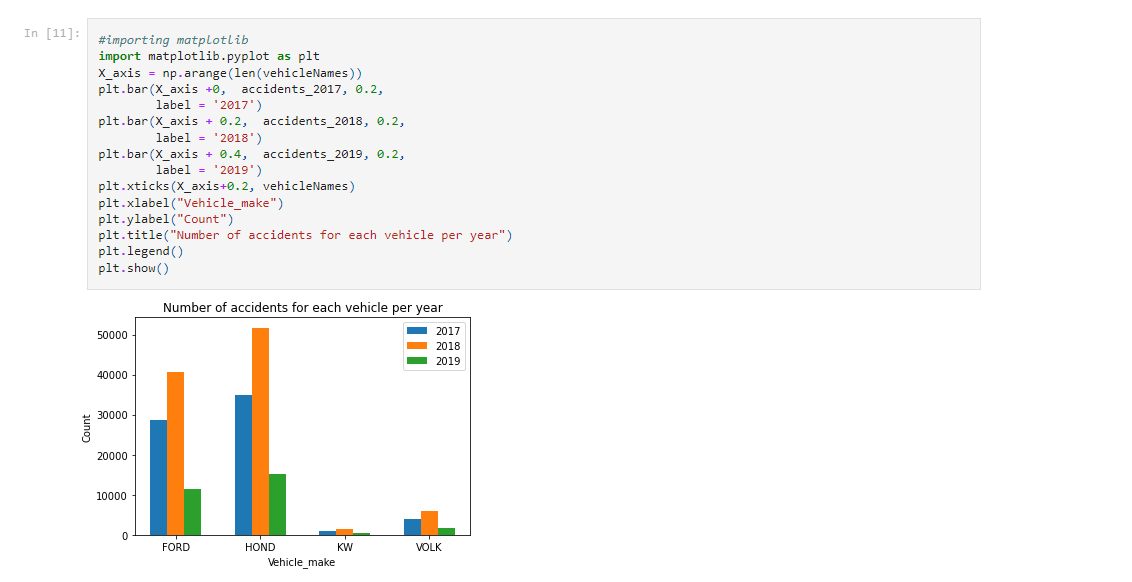 In [11]:
#importing matplotlib
import matplotlib.pyplot as plt
X_axis = np.arange(len(vehicleNames))
plt.bar(X_axis +0,  accidents_2017, 0.2,
        label = '2017')
plt.bar(X_axis + 0.2,  accidents_2018, 0.2,
        label = '2018')
plt.bar(X_axis + 0.4,  accidents_2019, 0.2,
        label = '2019')
plt.xticks(X_axis+0.2, vehicleNames)
plt.xlabel("Vehicle_make")
plt.ylabel("Count")
plt.title("Number of accidents for each vehicle per year")
plt.legend()
plt.show()
Number of accidents for each vehicle per year
2017
2018
2019
Count
50000
40000
30000
20000
10000
0
FORD HOND KW VOLK
Vehicle_make